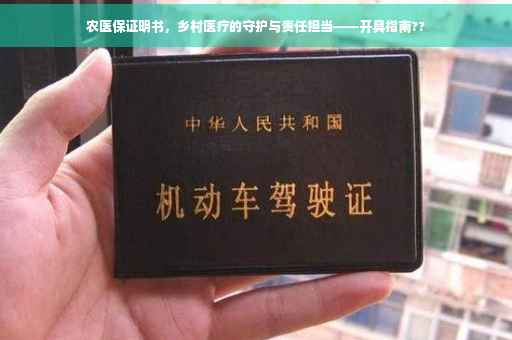 农医保证明书，乡村医疗的守护与责任担当——开具指南??
中华人民共和国
机动车驾驶证